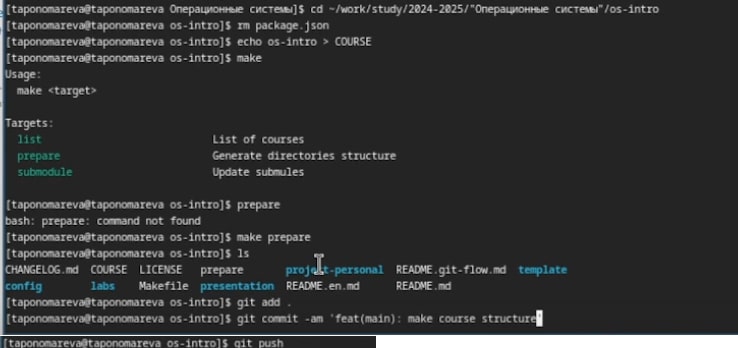 [taponomareva@taponomareva Операционные системы]$ cd ~/work/study/2024-2025/"Операционные системы"/os-intro
[taponomareva@taponomareva os-intro]$ rm package.json
[taponomareva@taponomareva os-intro]$ echo os-intro > COURSE
[taponomareva@taponomareva os-intro]$ make
Usage:
  make <target>

Targets:
  list                     List of courses
  prepare                  Generate directories structure
  submodule                Update submules

[taponomareva@taponomareva os-intro]$ prepare
bash: prepare: command not found
[taponomareva@taponomareva os-intro]$ make prepare
[taponomareva@taponomareva os-intro]$ ls
CHANGELOG.md  COURSE  LICENSE   prepare       project-personal  README.git-flow.md  template
config        labs    Makefile  presentation  README.en.md      README.md
[taponomareva@taponomareva os-intro]$ git add .
[taponomareva@taponomareva os-intro]$ git commit -am 'feat(main): make course structure'
[taponomareva@taponomareva os-intro]$ git push